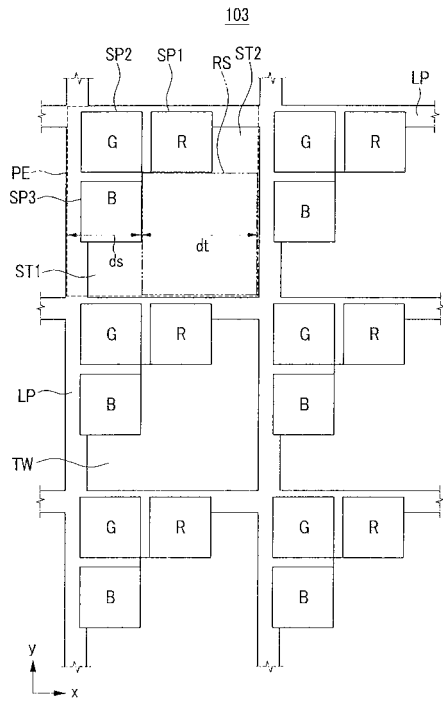 103
SP2 SP1 RS ST2 LP
G R G R
PE
SP3 B B
ds dt
ST1
G R G R
LP
B B
TW
G R G R
B B
y
x